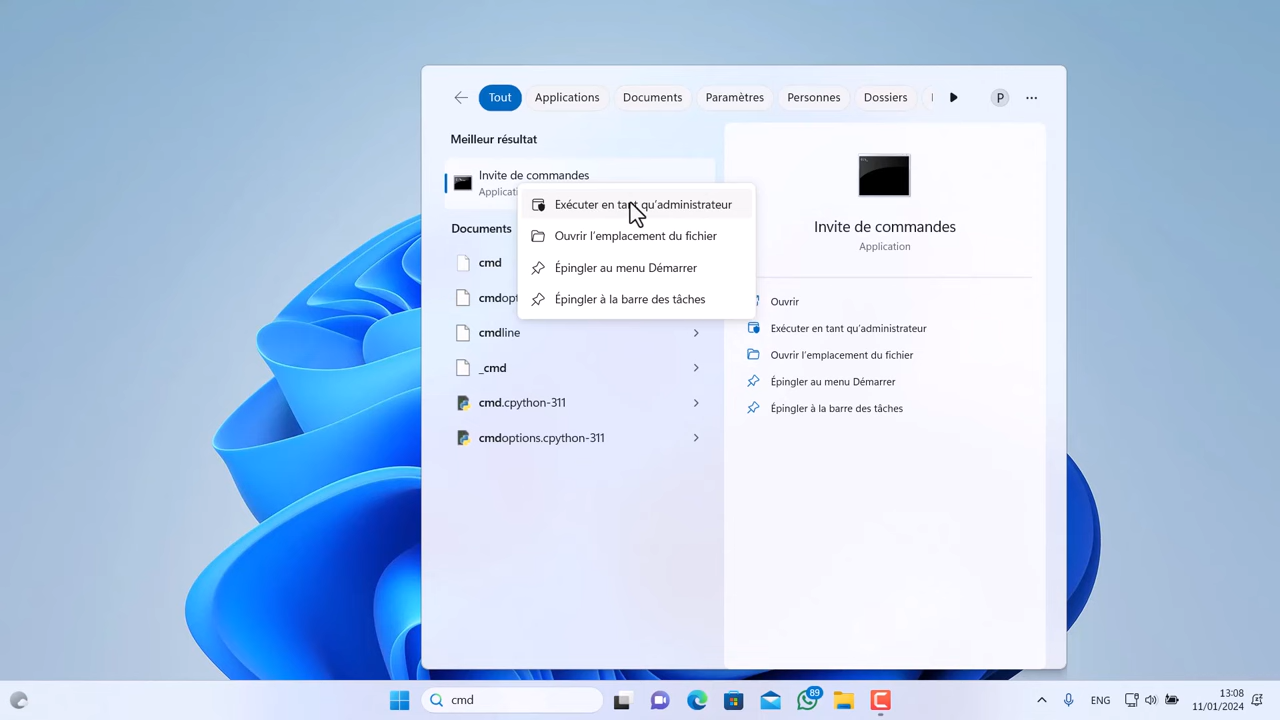 Tout
Applications
Documents
Paramètres
Personnes
Dossiers
P
Meilleur résultat
Invite de commandes
Exécuter en tant qu'administrateur
Ouvrir l'emplacement du fichier
Épingler au menu Démarrer
Épingler à la barre des tâches
Documents
cmd
cmdline
_cmd
cmd.cpython-311
cmdoptions.cpython-311
Invite de commandes
Application
Ouvrir
Exécuter en tant qu'administrateur
Ouvrir l'emplacement du fichier
Épingler au menu Démarrer
Épingler à la barre des tâches
cmd
89
ENG
13:08
11/01/2024